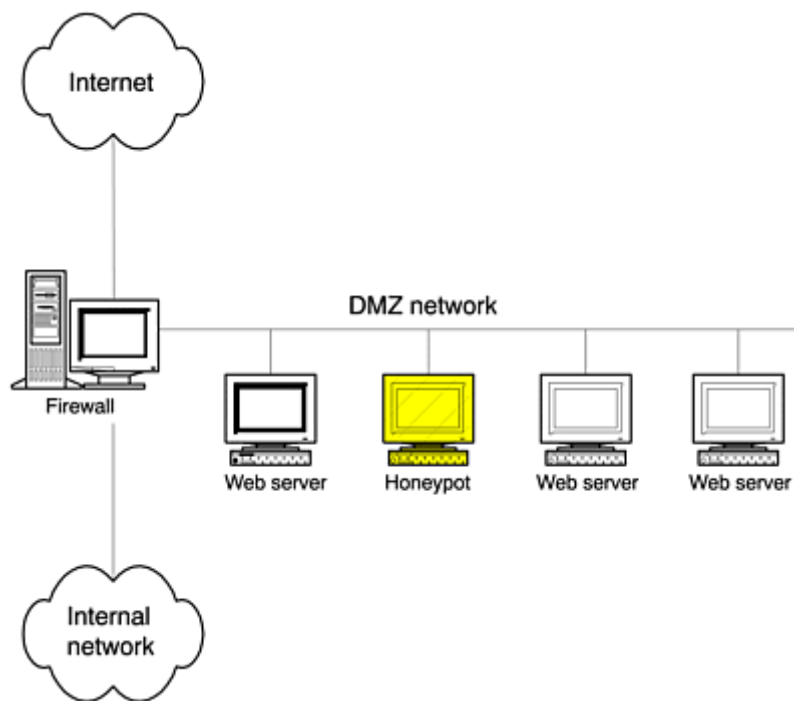 Internet
DMZ network
Firewall
Web server
Honeypot
Web server
Web server
Internal
network